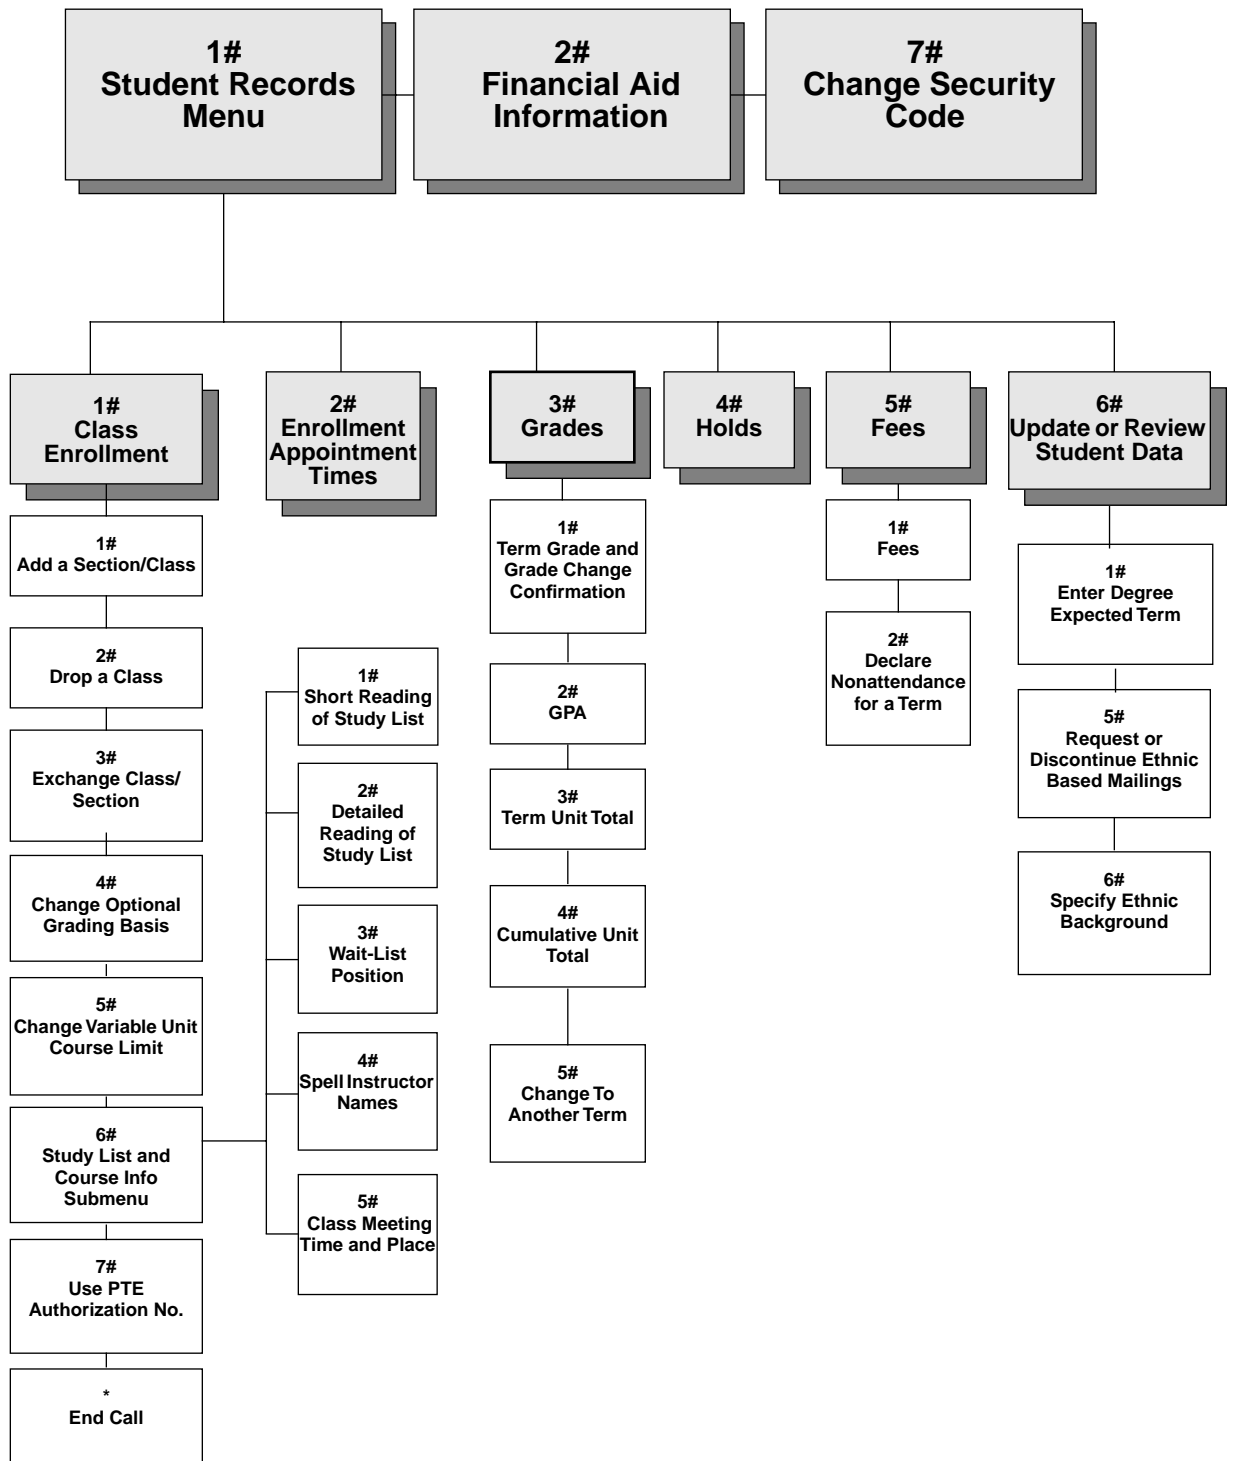 1#
Student Records
Menu
2#
Financial Aid
Information
7#
Change Security
Code
1#
Class
Enrollment
2#
Enrollment
Appointment
Times
3#
Grades
4#
Holds
5#
Fees
6#
Update or Review
Student Data
1#
Add a Section/Class
2#
Drop a Class
3#
Exchange Class/
Section
4#
Change Optional
Grading Basis
5#
Change Variable Unit
Course Limit
6#
Study List and
Course Info
Submenu
7#
Use PTE
Authorization No.
*
End Call
1#
Short Reading
of Study List
2#
Detailed
Reading of
Study List
3#
Wait-List
Position
4#
Spell Instructor
Names
5#
Class Meeting
Time and Place
1#
Term Grade and
Grade Change
Confirmation
2#
GPA
3#
Term Unit Total
4#
Cumulative Unit
Total
5#
Change To
Another Term
1#
Fees
2#
Declare
Nonattendance
for a Term
1#
Enter Degree
Expected Term
5#
Request or
Discontinue Ethnic
Based Mailings
6#
Specify Ethnic
Background